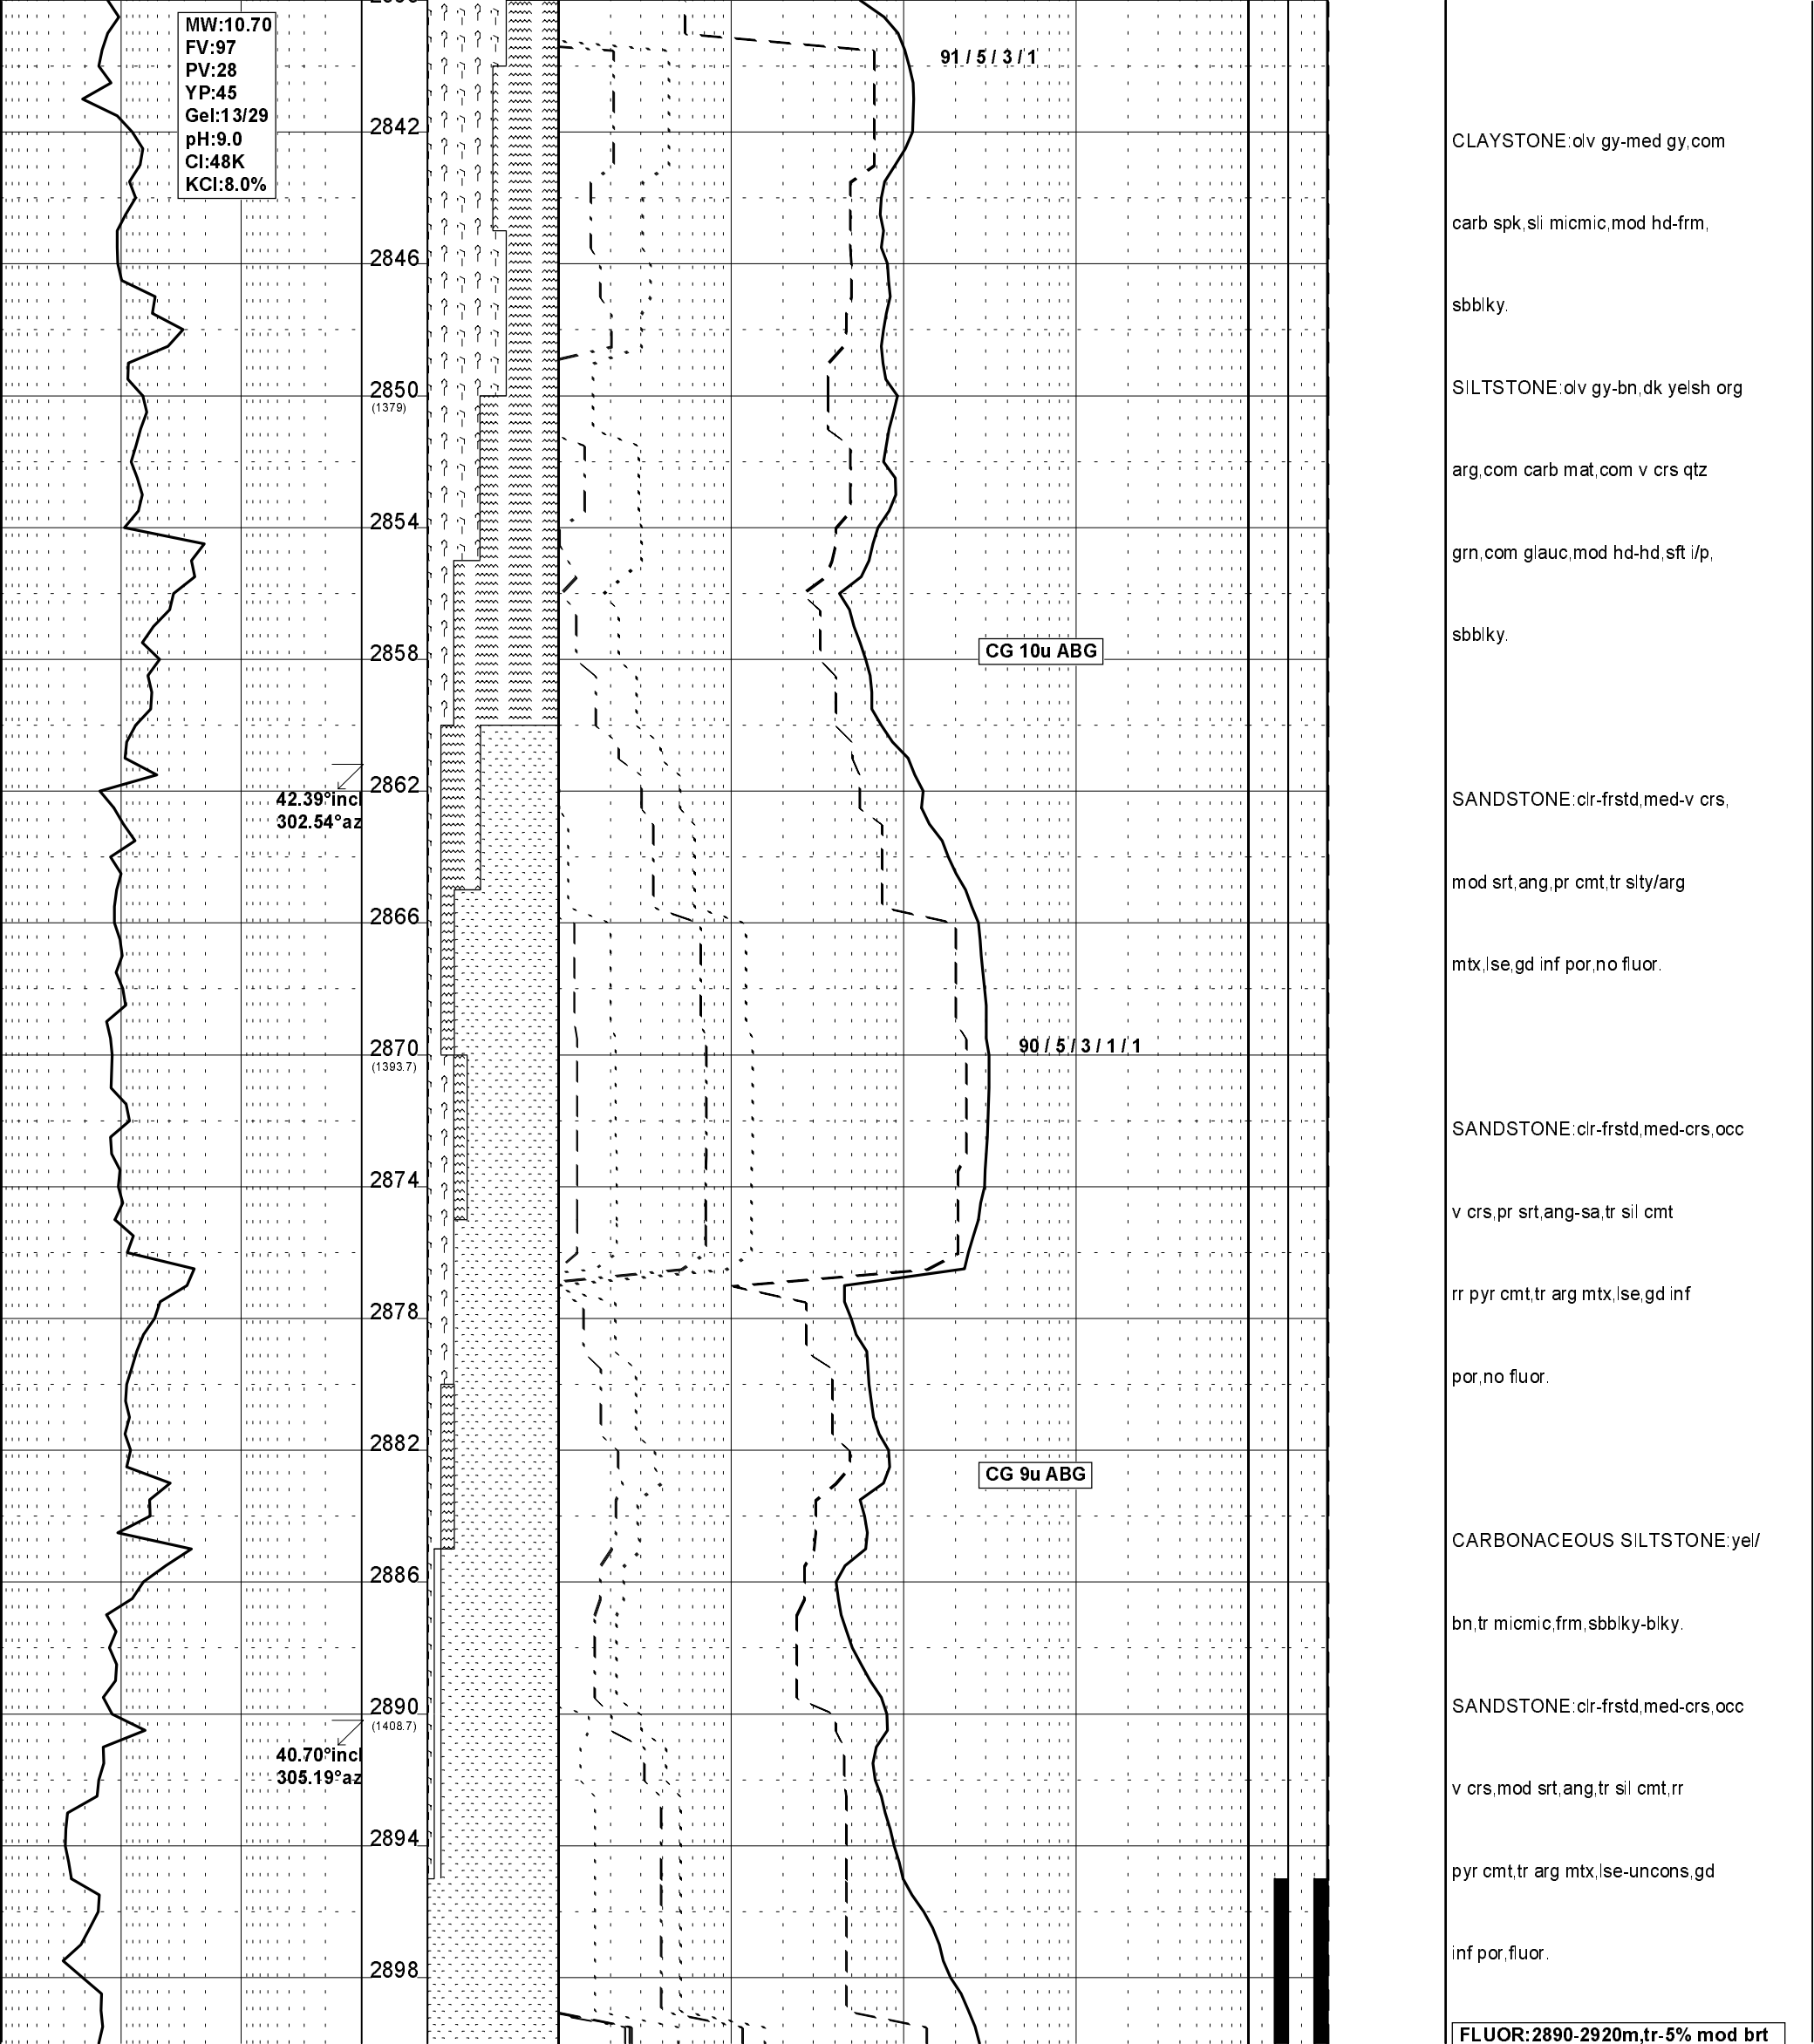 MW:10.70
FV:97
PV:28
YP:45
Gel:13/29
pH:9.0
Cl:48K
KCl:8.0%
91 / 5 / 3 / 1
2842
CLAYSTONE:olv gy-med gy,com
carb spk,sli micmic,mod hd-frm,
2846
sbblky.
2850
(1379)
SILTSTONE:olv gy-bn,dk yelsh org
arg,com carb mat,com v crs qtz
2854
grn,com glauc,mod hd-hd,sft i/p,
sbblky.
CG 10u ABG
2858
2862
42.39°incl
302.54°az
SANDSTONE:clr-frstd,med-v crs,
mod srt,ang,pr cmt,tr slty/arg
2866
mtx,lse,gd inf por,no fluor.
2870
(1393.7)
90 / 5 / 3 / 1 / 1
SANDSTONE:clr-frstd,med-crs,occ
2874
v crs,pr srt,ang-sa,tr sil cmt
rr pyr cmt,tr arg mtx,lse,gd inf
2878
por,no fluor.
2882
CG 9u ABG
CARBONACEOUS SILTSTONE:yel/
2886
bn,tr micmic,frm,sbblky-blky.
2890
(1408.7)
SANDSTONE:clr-frstd,med-crs,occ
40.70°incl
305.19°az
v crs,mod srt,ang,tr sil cmt,rr
2894
pyr cmt,tr arg mtx,lse-uncons,gd
inf por,fluor.
2898
FLUOR:2890-2920m,tr-5% mod brt